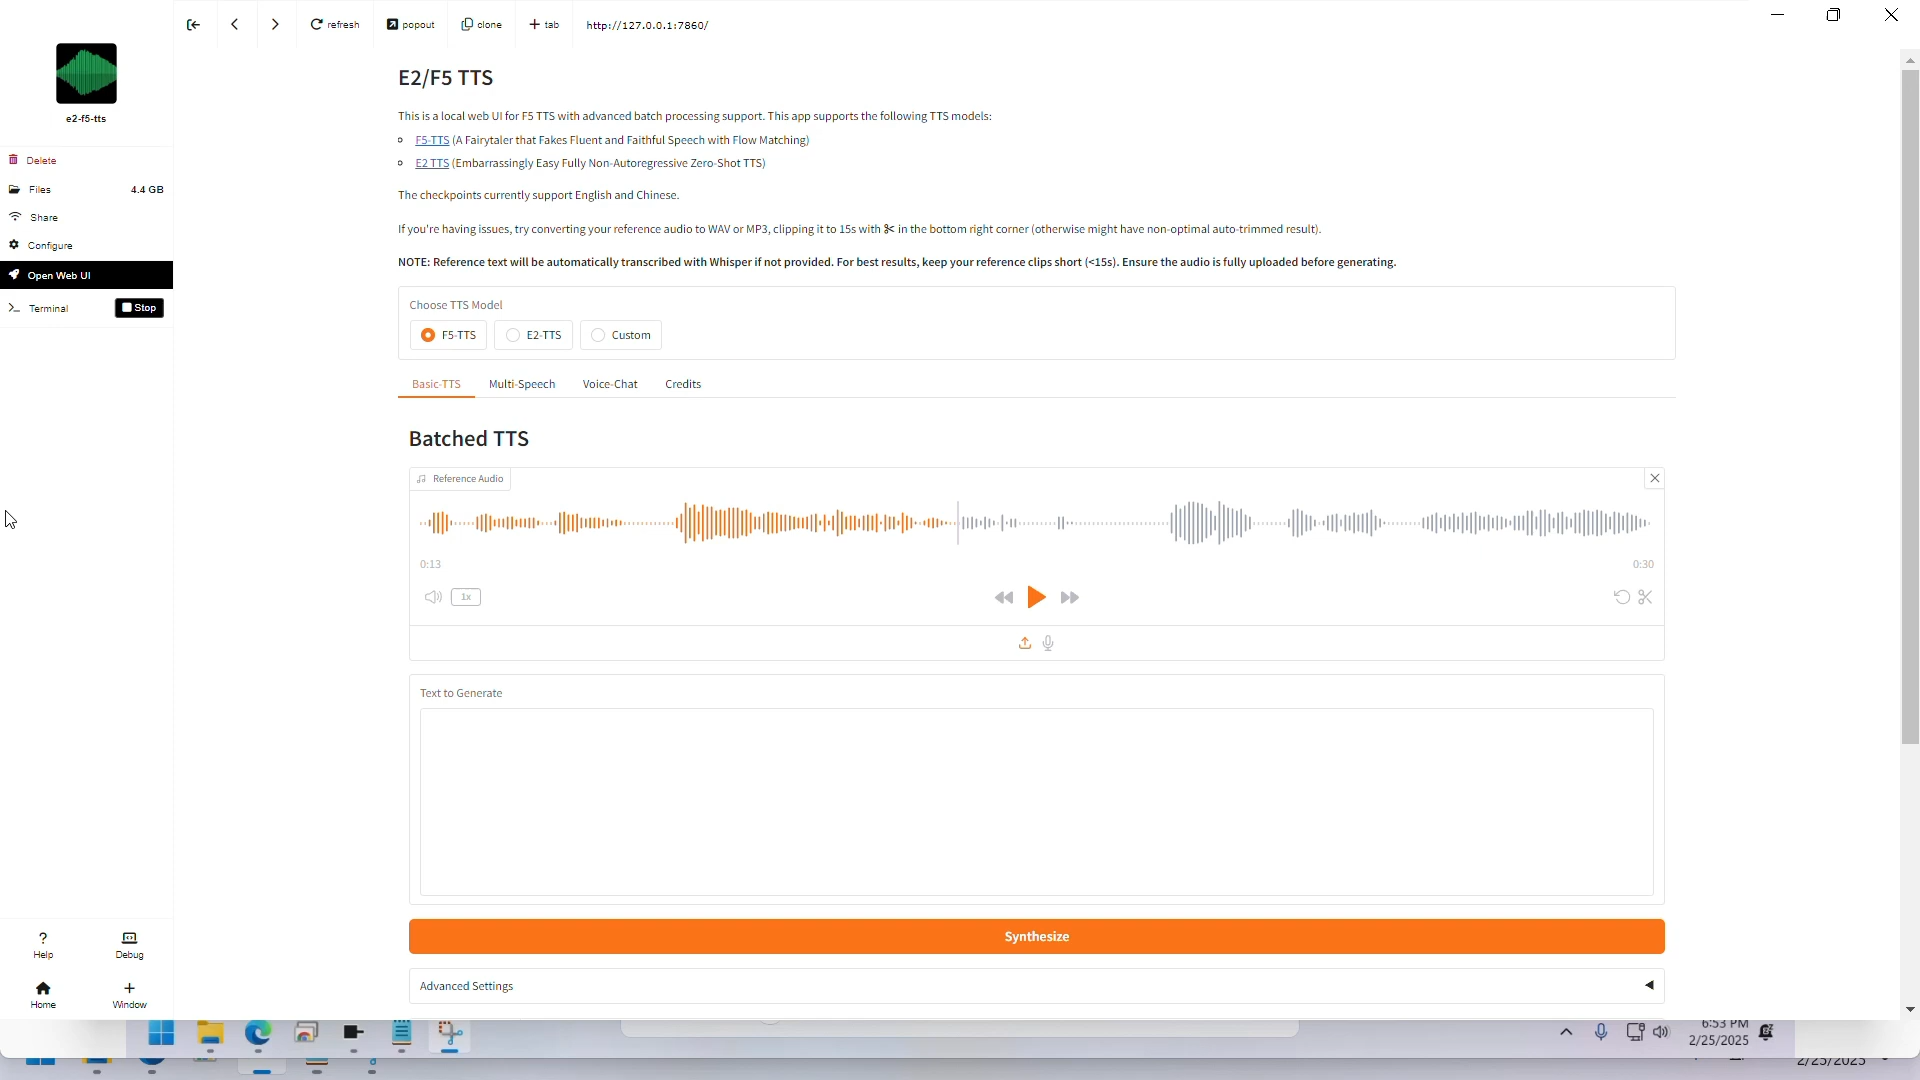 refresh
popout
clone
tab
http://127.0.0.1:7860/
e2-f5-tts
Delete
Files 4.4 GB
Share
Configure
Open Web UI
Terminal Stop
E2/F5 TTS
This is a local web UI for F5 TTS with advanced batch processing support. This app supports the following TTS models:
F5-TTS (A Fairytaler that Fakes Fluent and Faithful Speech with Flow Matching)
E2 TTS (Embarrassingly Easy Fully Non-Autoregressive Zero-Shot TTS)
The checkpoints currently support English and Chinese.
If you're having issues, try converting your reference audio to WAV or MP3, clipping it to 15s with ✂ in the bottom right corner (otherwise might have non-optimal auto-trimmed result).
NOTE: Reference text will be automatically transcribed with Whisper if not provided. For best results, keep your reference clips short (<15s). Ensure the audio is fully uploaded before generating.
Choose TTS Model
F5-TTS E2-TTS Custom
Basic-TTS Multi-Speech Voice-Chat Credits
Batched TTS
Reference Audio
0:13 0:30
1x
Text to Generate
Synthesize
Advanced Settings
? Help
Debug
Home
Window
6:53 PM
2/25/2025
2/25/2025